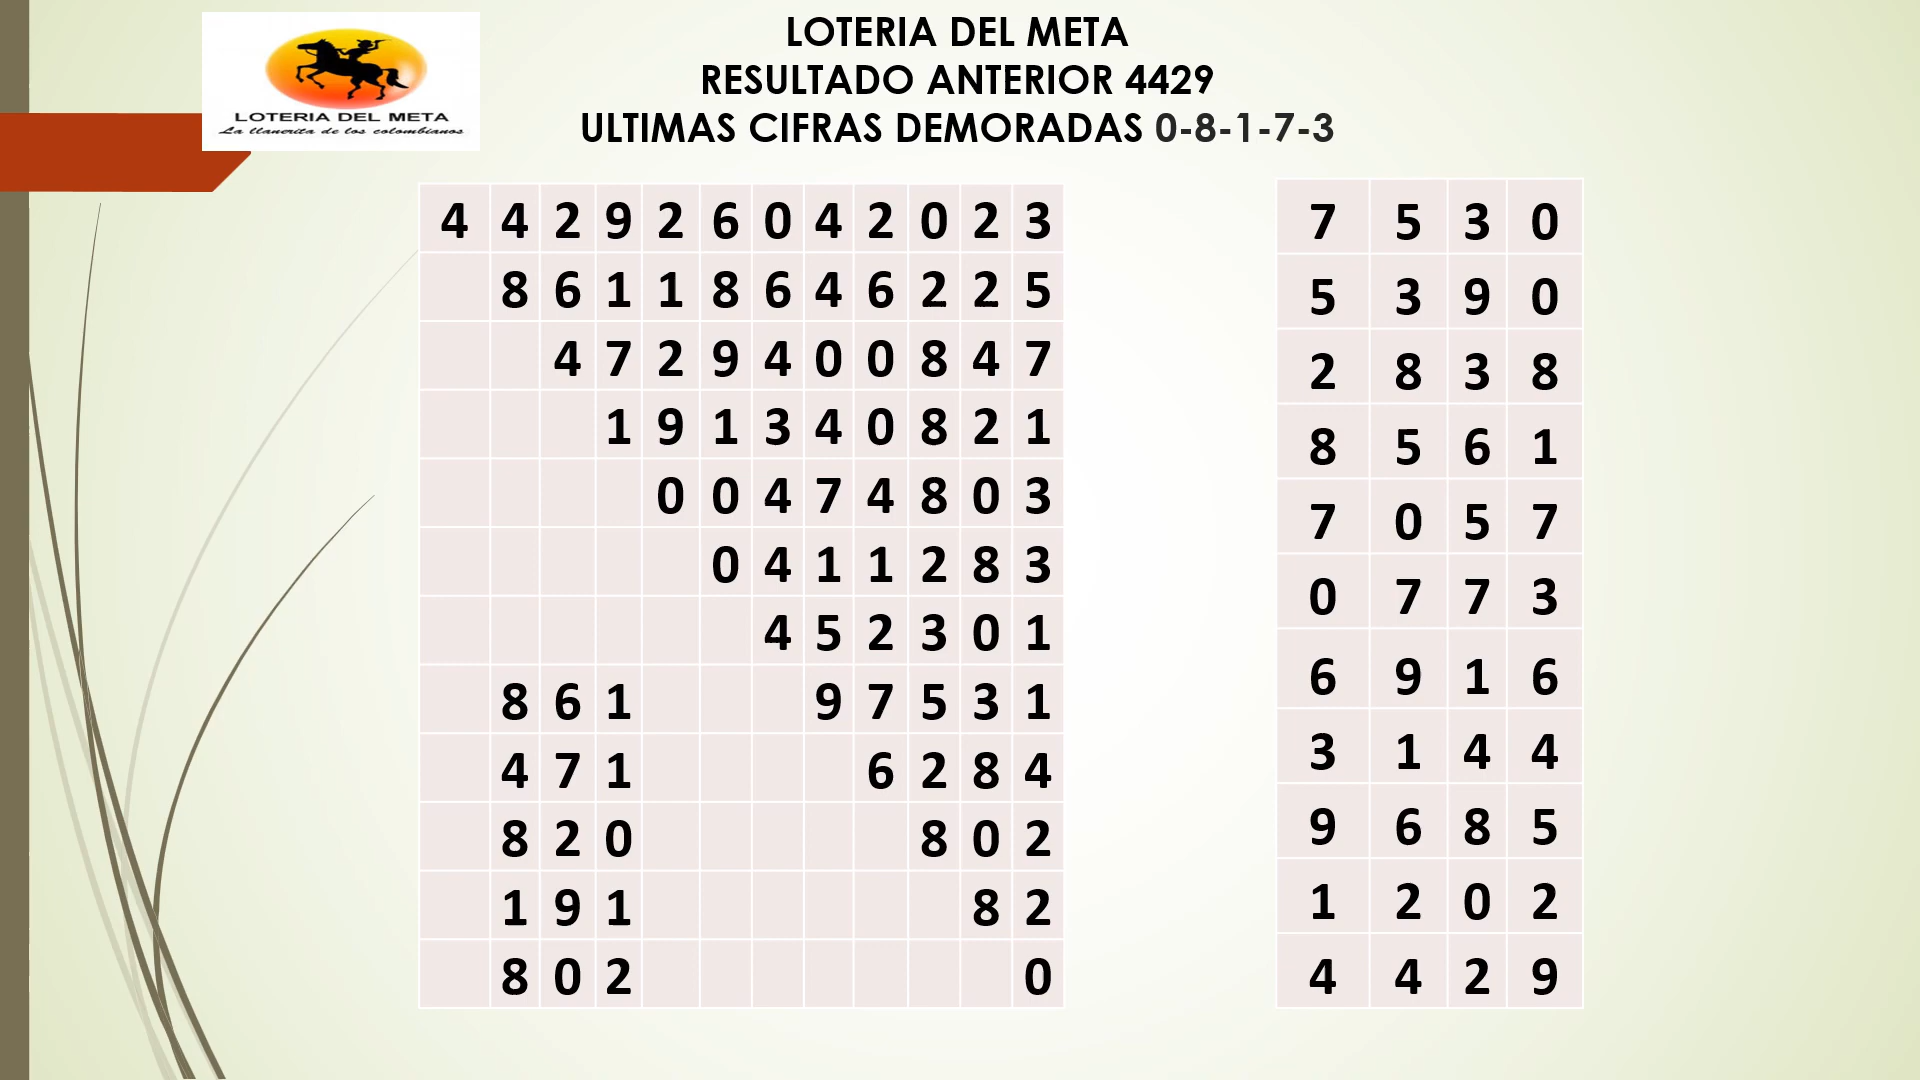 LOTERIA DEL META
RESULTADO ANTERIOR 4429
ULTIMAS CIFRAS DEMORADAS 0-8-1-7-3
LOTERIA DEL META
La llanerita de los colombianos
4 4 2 9 2 6 0 4 2 0 2 3
8 6 1 1 8 6 4 6 2 2 5
4 7 2 9 4 0 0 8 4 7
1 9 1 3 4 0 8 2 1
0 0 4 7 4 8 0 3
0 4 1 1 2 8 3
4 5 2 3 0 1
8 6 1 9 7 5 3 1
4 7 1 6 2 8 4
8 2 0 8 0 2
1 9 1 8 2
8 0 2 0
7 5 3 0
5 3 9 0
2 8 3 8
8 5 6 1
7 0 5 7
0 7 7 3
6 9 1 6
3 1 4 4
9 6 8 5
1 2 0 2
4 4 2 9